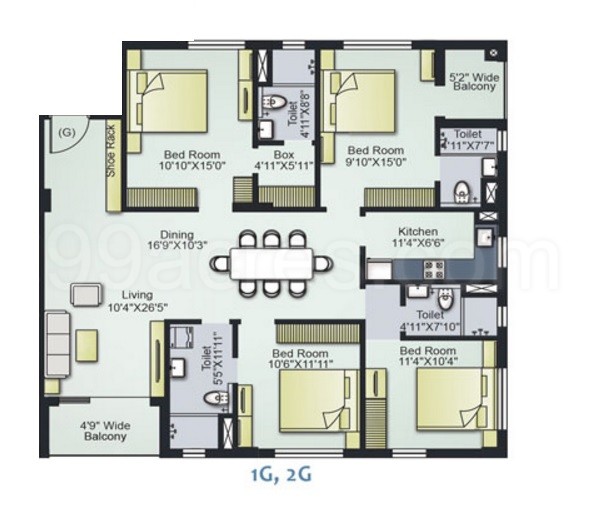 5'2" Wide
Balcony
(G)
Shoe Rack
Bed Room
10'10"X15'0"
Toilet
4'11"X8'8"
Box
4'11"X5'11"
Bed Room
9'10"X15'0"
Toilet
'11"X7'7"
Dining
16'9"X10'3"
Kitchen
11'4"X6'6"
Living
10'4"X26'5"
Toilet
5'5"X11'11"
Bed Room
10'6"X11'11"
Toilet
4'11"X7'10"
Bed Room
11'4"X10'4"
4'9" Wide
Balcony
1G, 2G
99acres.com